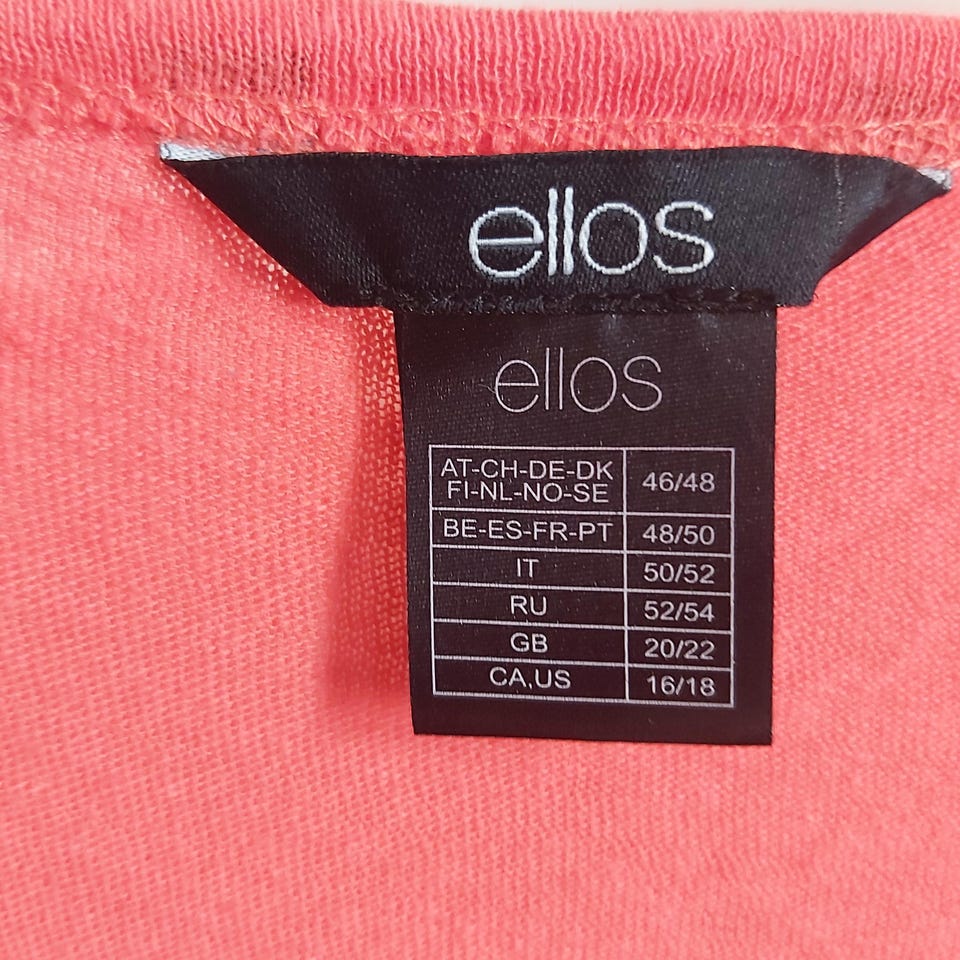 ellos
ellos
AT-CH-DE-DK
FI-NL-NO-SE 46/48
BE-ES-FR-PT 48/50
IT 50/52
RU 52/54
GB 20/22
CA,US 16/18